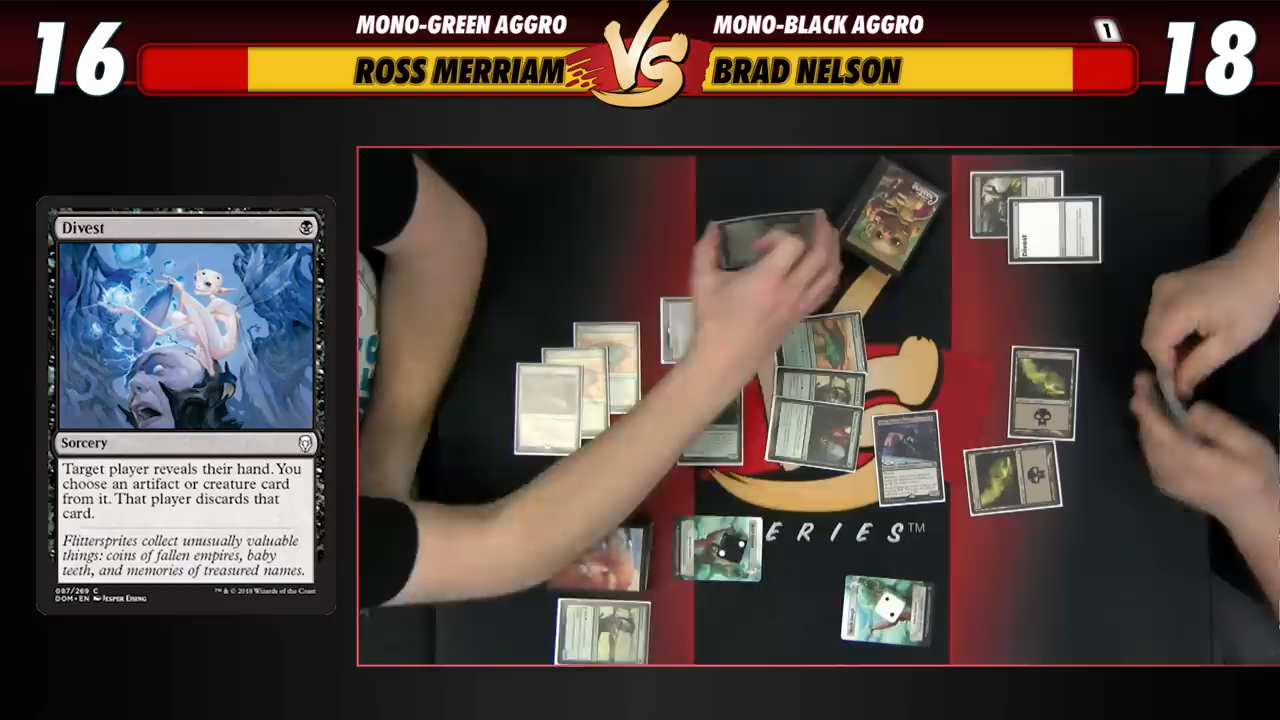 16
MONO-GREEN AGGRO
ROSS MERRIAM
VS
MONO-BLACK AGGRO
BRAD NELSON
1
18
Divest
Sorcery
Target player reveals their hand. You
choose an artifact or creature card
from it. That player discards that
card.
Flittersprites collect unusually valuable
things: coins of fallen empires, baby
teeth, and memories of treasured names.
087/269 C
DOM • EN JESPER EJSING
™ & © 2018 Wizards of the Coast
Divest
ERIES™